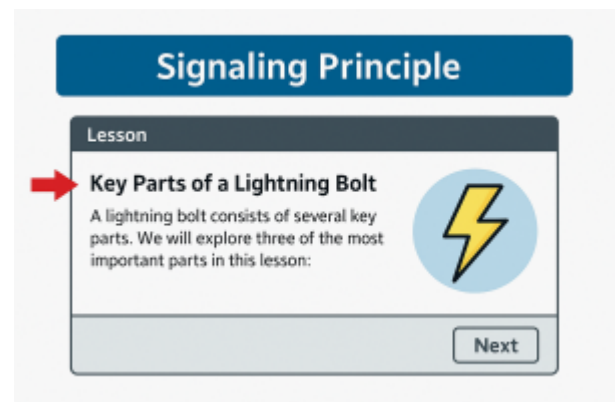 Signaling Principle
Lesson
Key Parts of a Lightning Bolt
A lightning bolt consists of several key
parts. We will explore three of the most
important parts in this lesson:
Next